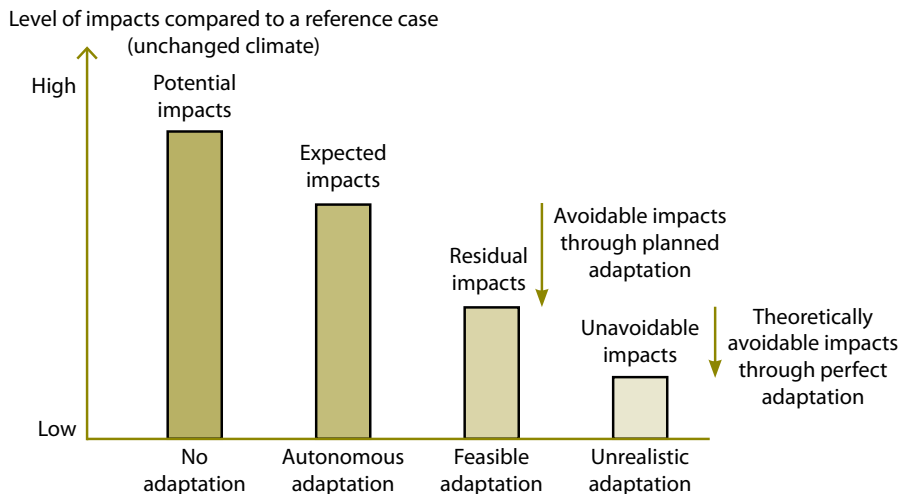 Level of impacts compared to a reference case
(unchanged climate)
High
Potential
impacts
Expected
impacts
Residual
impacts
Avoidable impacts
through planned
adaptation
Unavoidable
impacts
Theoretically
avoidable impacts
through perfect
adaptation
Low
No
adaptation
Autonomous
adaptation
Feasible
adaptation
Unrealistic
adaptation